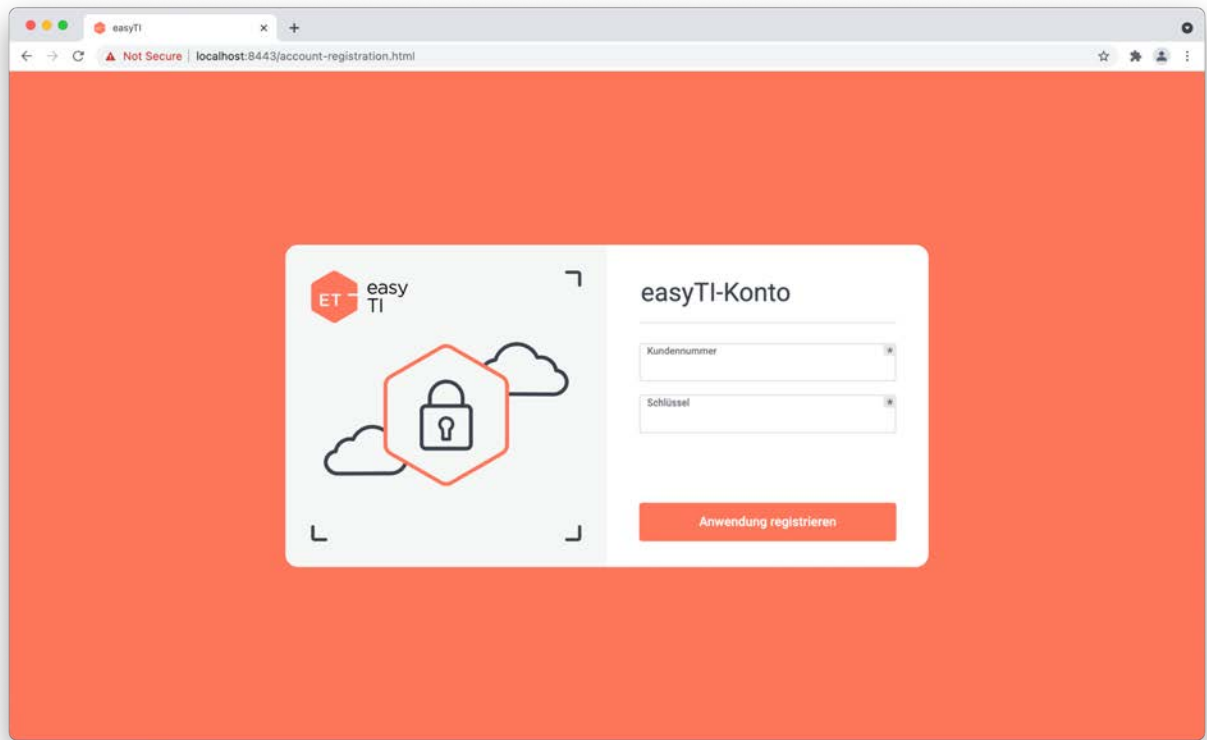 easyTI
Not Secure localhost:8443/account-registration.html
ET
easy
TI
easyTI-Konto
Kundennummer
Schlüssel
Anwendung registrieren